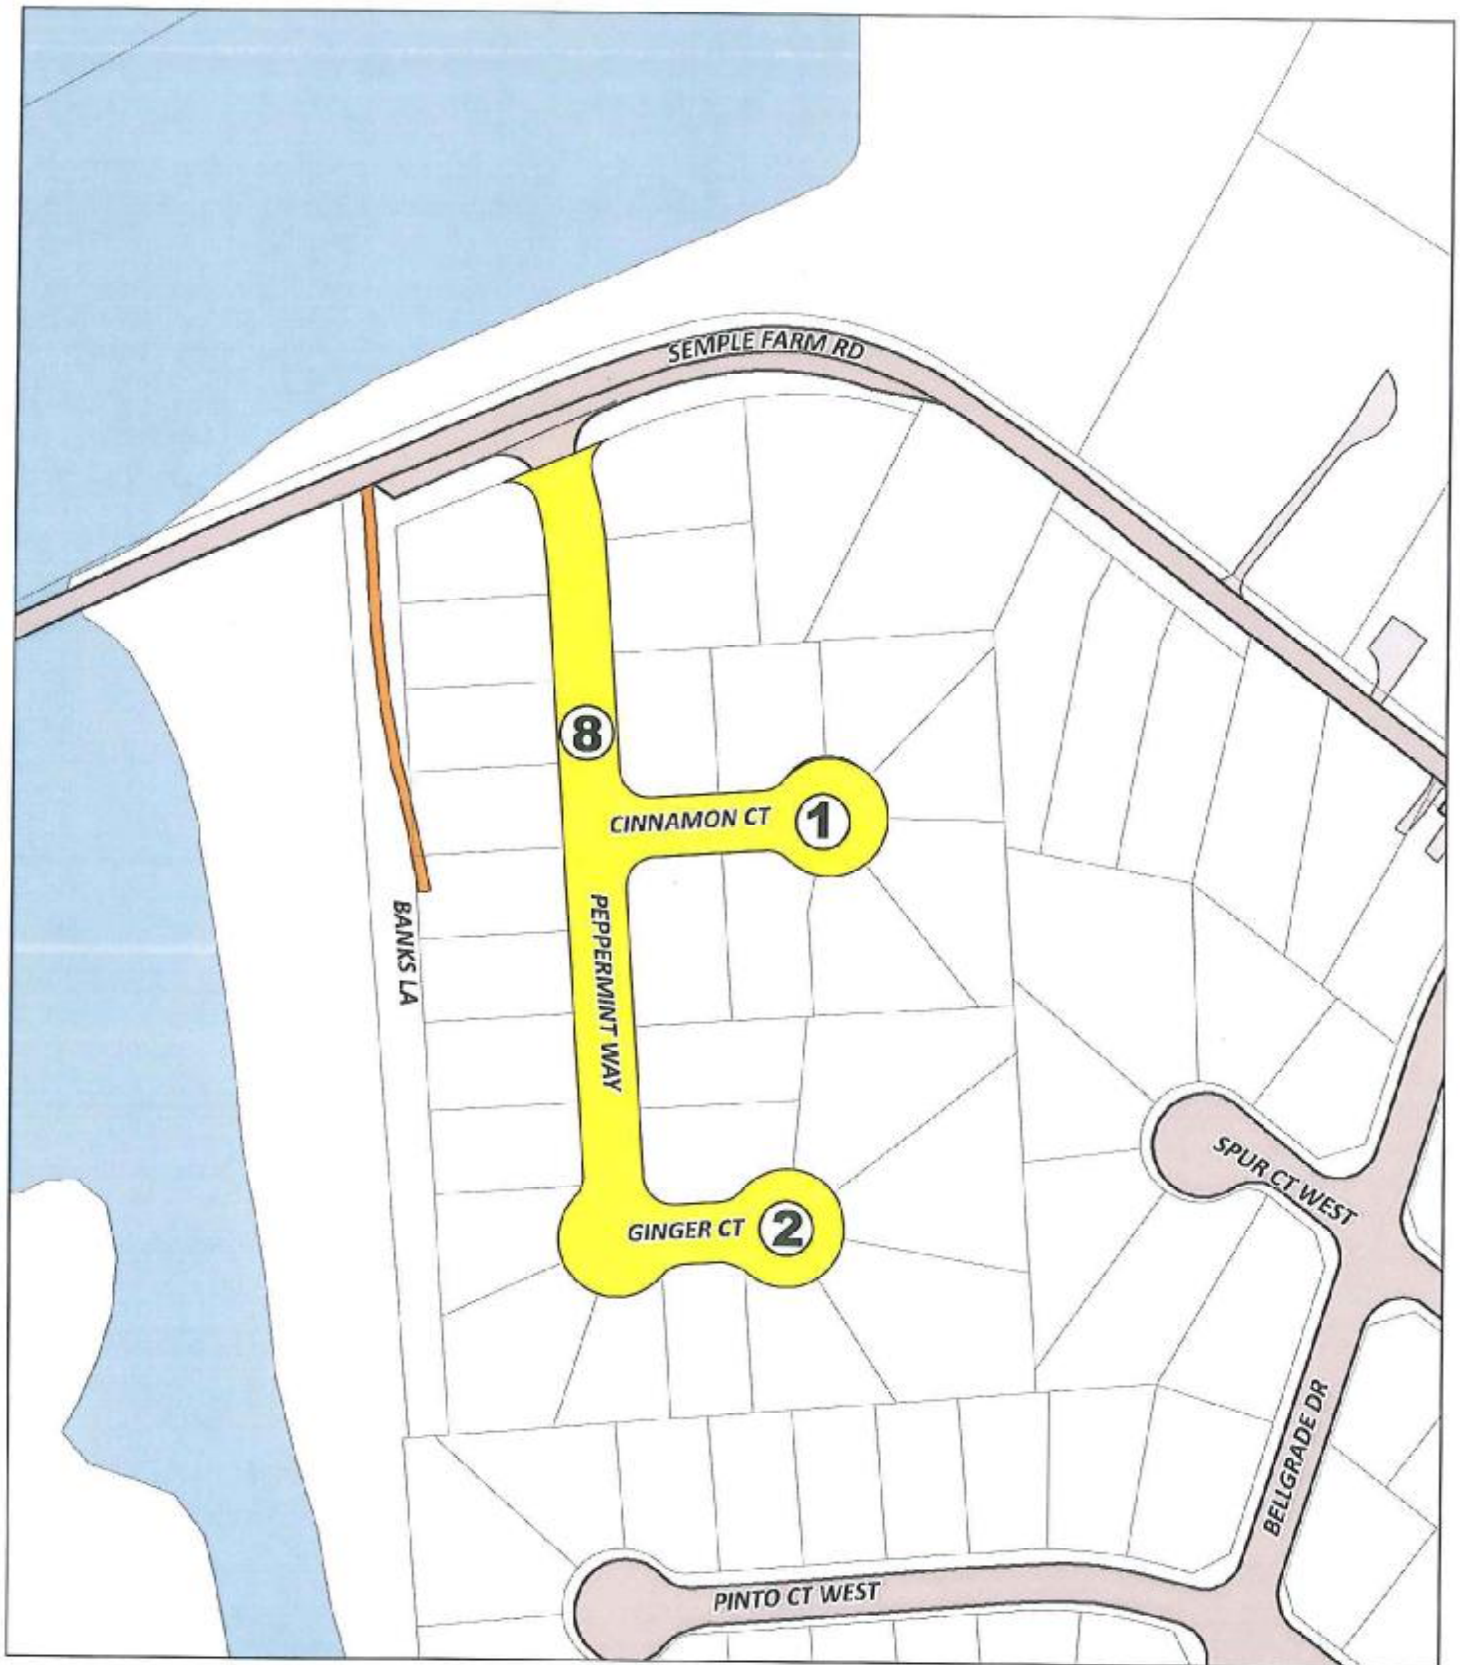 SEMPLE FARM RD
8
CINNAMON CT
1
BANKS LA
PEPPERMINT WAY
GINGER CT
2
SPUR CT WEST
BELLGRADE DR
PINTO CT WEST